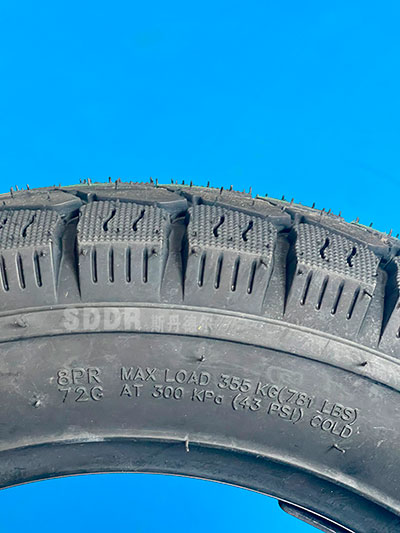 SDDR
8PR MAX LOAD 355 KG(781 LBS)
72G AT 300 KPa (43 PSI) COLD